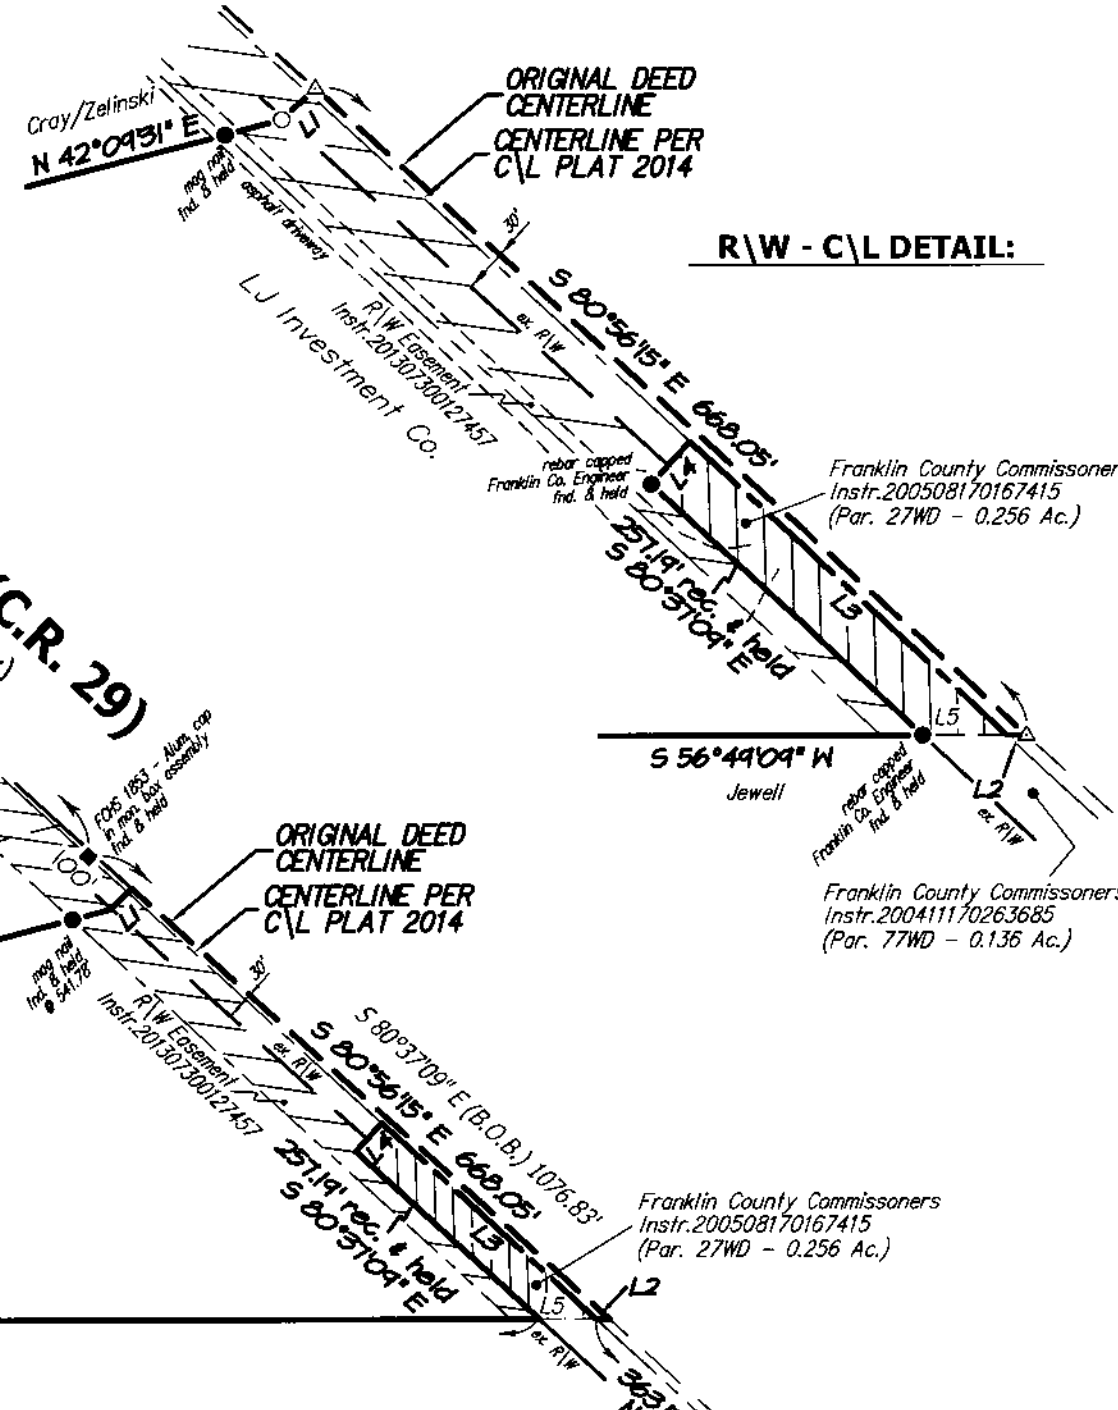 ORIGINAL DEED
CENTERLINE
CENTERLINE PER
C\L PLAT 2014
Cray/Zelinski
N 42°09'51" E
mag nail
fnd. & held
asphalt driveway
L1
30'
R\W - C\L DETAIL:
S 80°56'15" E 668.05'
ex. R\W
R\W Easement
Instr.201307300127457
LJ Investment Co.
rebar capped
Franklin Co. Engineer
fnd. & held
L4
Franklin County Commissoner
Instr.200508170167415
(Par. 27WD - 0.256 Ac.)
257.19' rec. & held
S 80°37'09" E
L3
(C.R. 29)
L5
S 56°49'09" W
Jewell
L2
rebar capped
Franklin Co. Engineer
fnd. & held
ex. R\W
Franklin County Commissoners
Instr.200411170263685
(Par. 77WD - 0.136 Ac.)
FCHS 1853 - Alum. cap
in mon. box assembly
fnd. & held
100'
ORIGINAL DEED
CENTERLINE
CENTERLINE PER
C\L PLAT 2014
L1
mag nail
fnd. & held
@ 541.78'
30'
R\W Easement
Instr.201307300127457
ex. R\W
S 80°37'09" E (B.O.B.) 1076.83'
S 80°56'15" E 668.05'
257.19' rec. & held
S 80°37'09" E
L3
Franklin County Commissoners
Instr.200508170167415
(Par. 27WD - 0.256 Ac.)
L2
L5
ex. R\W
363